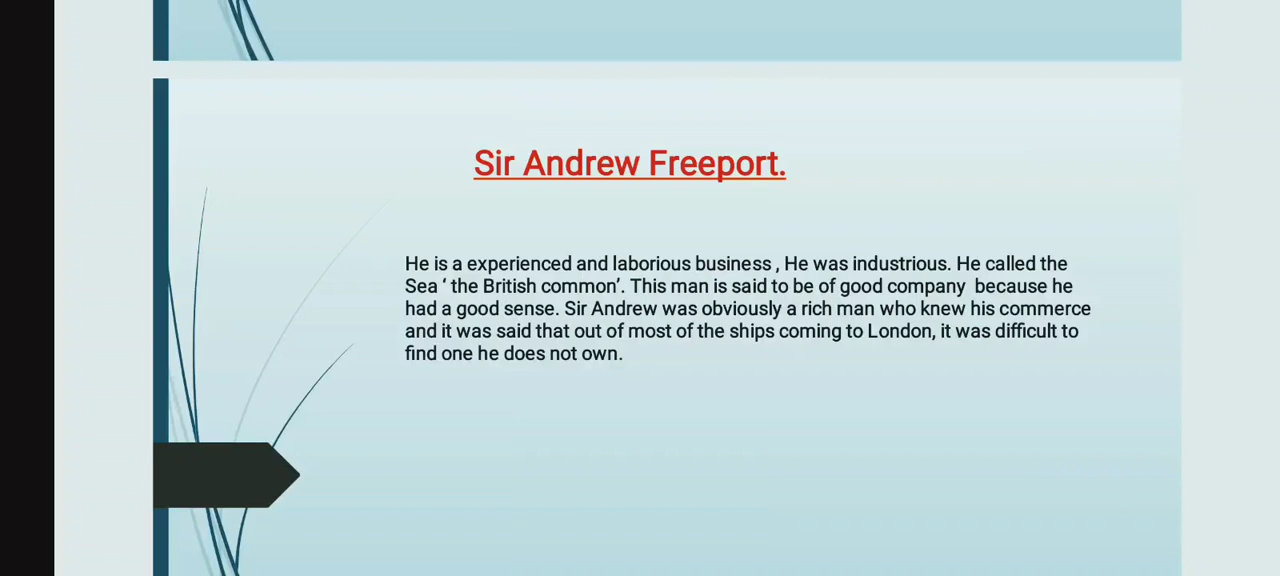 Sir Andrew Freeport.
He is a experienced and laborious business , He was industrious. He called the
Sea ‘ the British common’. This man is said to be of good company  because he
had a good sense. Sir Andrew was obviously a rich man who knew his commerce
and it was said that out of most of the ships coming to London, it was difficult to
find one he does not own.